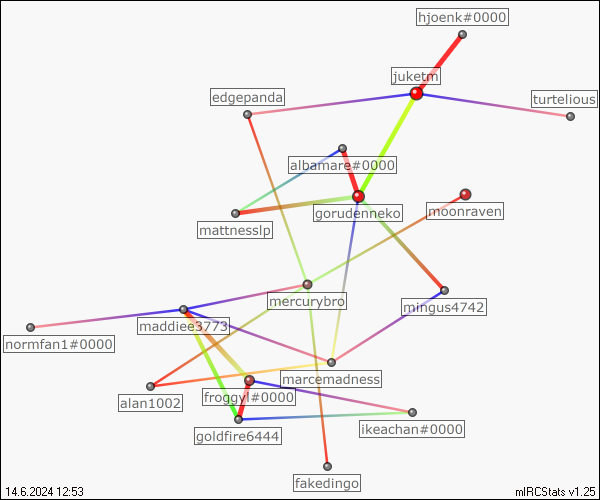 hjoenk#0000
juketm
edgepanda
turtelious
albamare#0000
gorudenneko
moonraven
mattnesslp
mercurybro
mingus4742
maddiee3773
normfan1#0000
marcemadness
alan1002
froggyl#0000
goldfire6444
ikeachan#0000
fakedingo
14.6.2024 12:53
mIRCStats v1.25